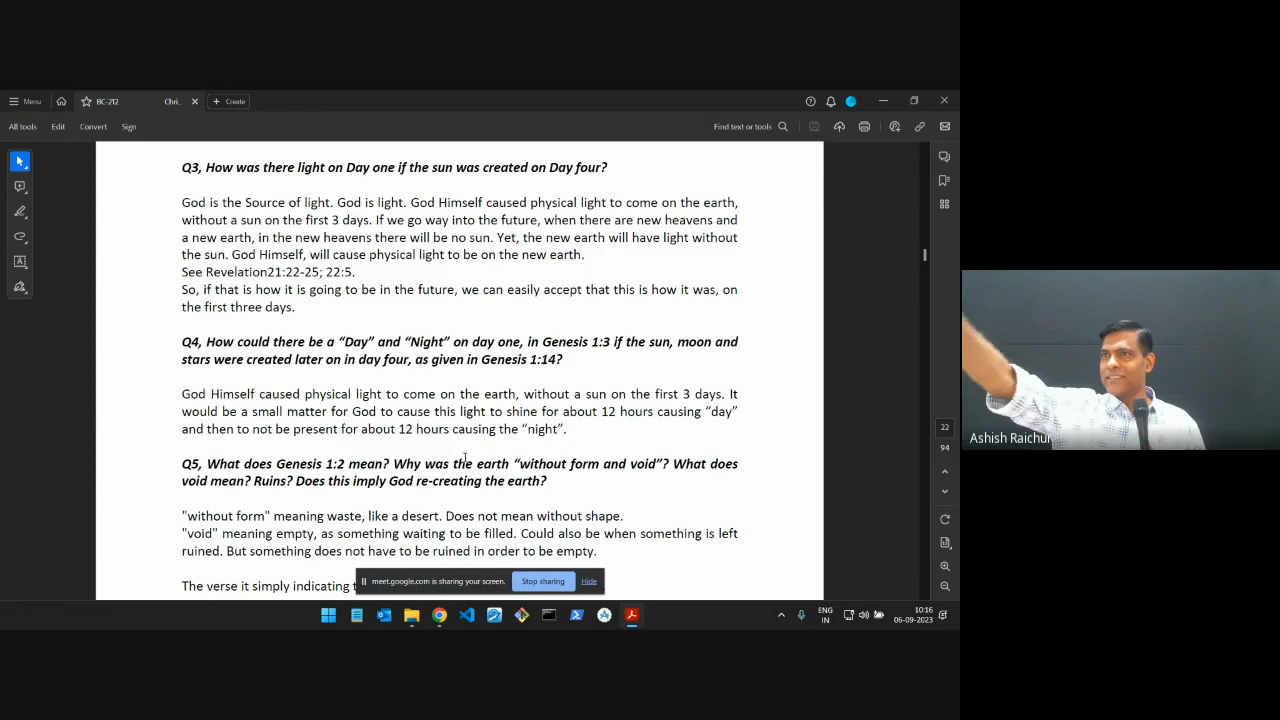 Menu
BC-212
Chri...
Create
All tools
Edit
Convert
Sign
Find text or tools
Q3, How was there light on Day one if the sun was created on Day four?
God is the Source of light. God is light. God Himself caused physical light to come on the earth,
without a sun on the first 3 days. If we go way into the future, when there are new heavens and
a new earth, in the new heavens there will be no sun. Yet, the new earth will have light without
the sun. God Himself, will cause physical light to be on the new earth.
See Revelation21:22-25; 22:5.
So, if that is how it is going to be in the future, we can easily accept that this is how it was, on
the first three days.
Q4, How could there be a “Day” and “Night” on day one, in Genesis 1:3 if the sun, moon and
stars were created later on in day four, as given in Genesis 1:14?
God Himself caused physical light to come on the earth, without a sun on the first 3 days. It
would be a small matter for God to cause this light to shine for about 12 hours causing “day”
and then to not be present for about 12 hours causing the “night”.
Q5, What does Genesis 1:2 mean? Why was the earth “without form and void”? What does
void mean? Ruins? Does this imply God re-creating the earth?
"without form" meaning waste, like a desert. Does not mean without shape.
"void" meaning empty, as something waiting to be filled. Could also be when something is left
ruined. But something does not have to be ruined in order to be empty.
The verse it simply indicating
meet.google.com is sharing your screen.
Stop sharing
Hide
22
94
ENG
IN
10:16
06-09-2023
Ashish Raichur